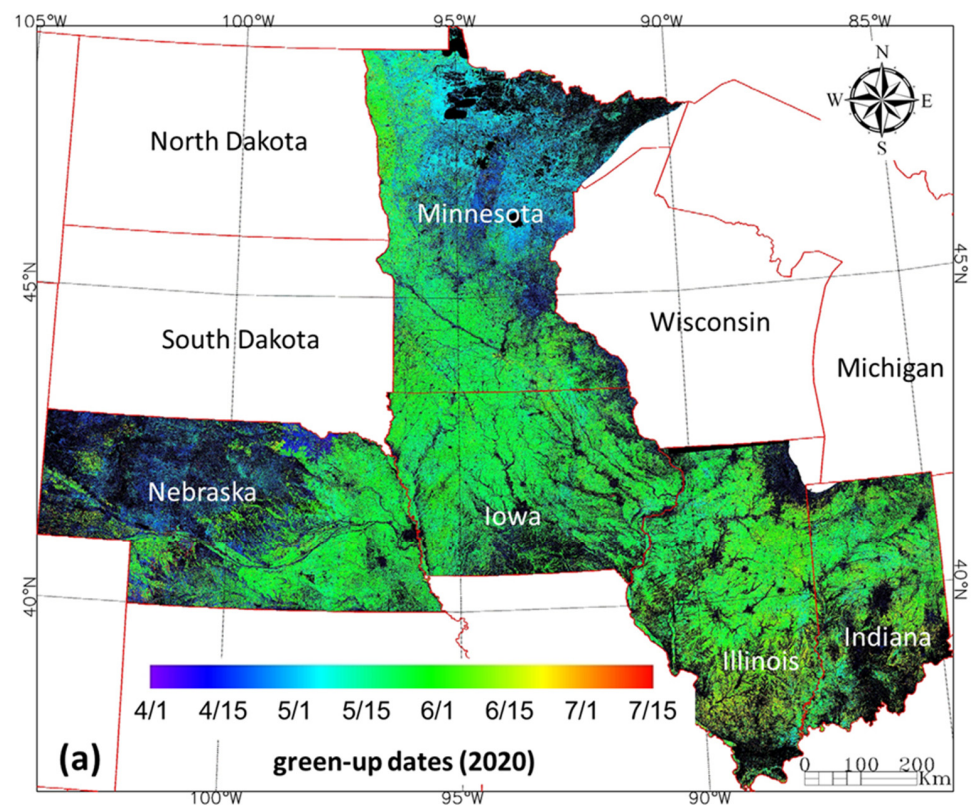 105°W 100°W 95°W 90°W 85°W
N
W E
S
North Dakota
Minnesota
45°N
45°N
South Dakota
Wisconsin
Michigan
Nebraska
Iowa
40°N
40°N
Indiana
Illinois
4/1 4/15 5/1 5/15 6/1 6/15 7/1 7/15
(a) green-up dates (2020)
0 100 200
Km
100°W 95°W 90°W